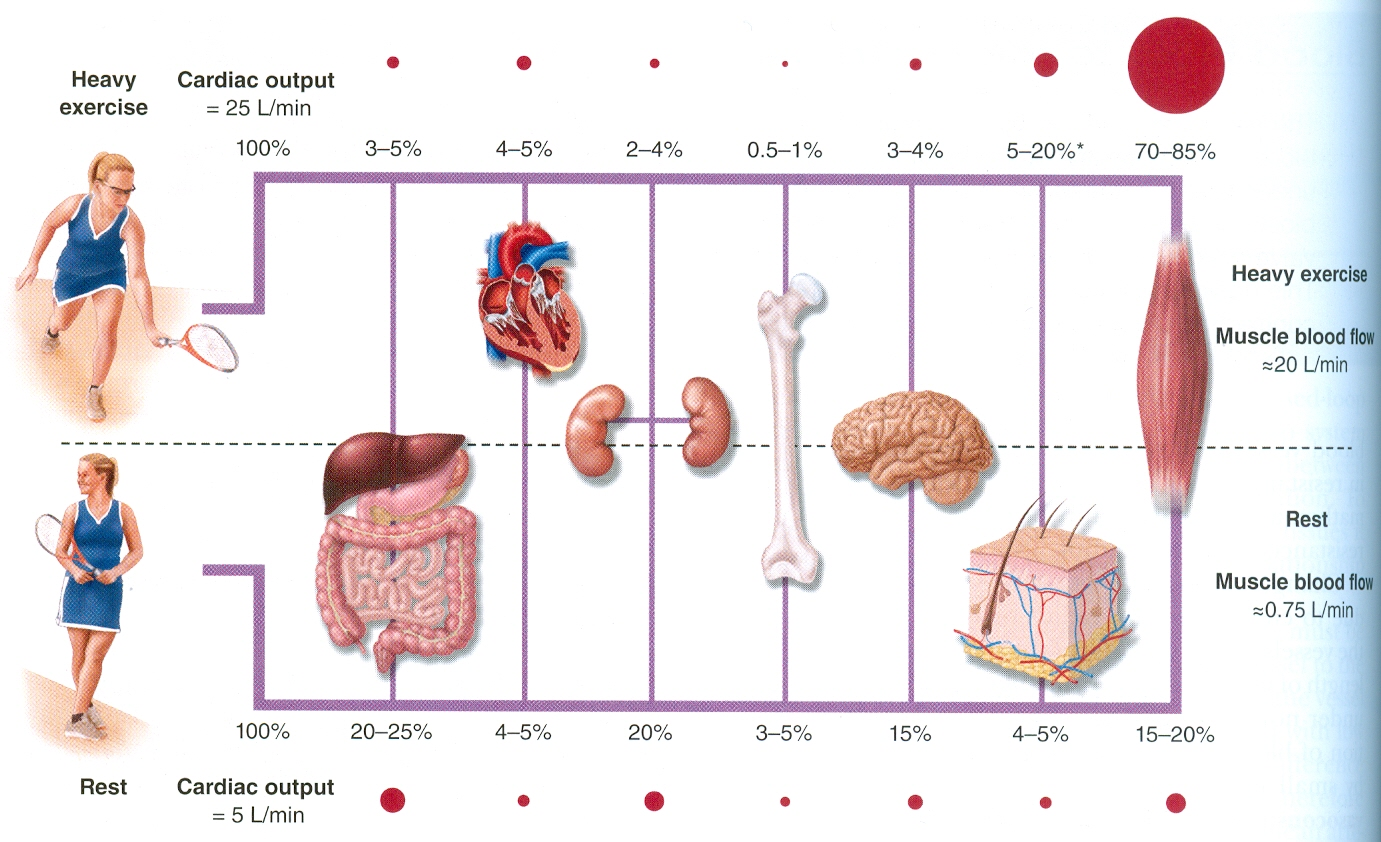 Heavy
exercise
Cardiac output
= 25 L/min
100%
3–5%
4–5%
2–4%
0.5–1%
3–4%
5–20%*
70–85%
Heavy exercise
Muscle blood flow
≈20 L/min
Rest
Muscle blood flow
≈0.75 L/min
100%
20–25%
4–5%
20%
3–5%
15%
4–5%
15–20%
Rest
Cardiac output
= 5 L/min